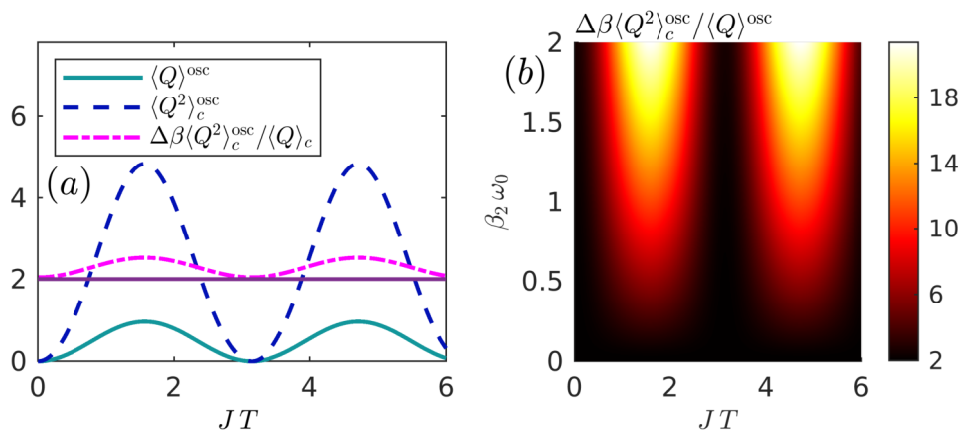 (a)
⟨Q⟩^osc
⟨Q²⟩_c^osc
Δβ⟨Q²⟩_c^osc/⟨Q⟩_c
6
4
2
0
0 2 4 6
J T
Δβ⟨Q²⟩_c^osc/⟨Q⟩^osc
(b)
2
1.5
1
0.5
0
β₂ ω₀
0 2 4 6
J T
18
14
10
6
2